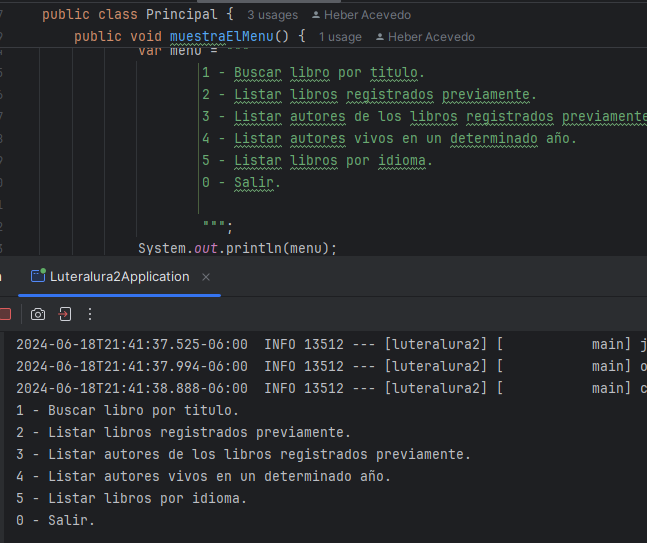 public class Principal { 3 usages Heber Acevedo
public void muestraElMenu() { 1 usage Heber Acevedo
var menu = """
1 - Buscar libro por titulo.
2 - Listar libros registrados previamente.
3 - Listar autores de los libros registrados previamente
4 - Listar autores vivos en un determinado año.
5 - Listar libros por idioma.
0 - Salir.
""";
System.out.println(menu);
Luteralura2Application
2024-06-18T21:41:37.525-06:00 INFO 13512 --- [luteralura2] [ main] j
2024-06-18T21:41:37.994-06:00 INFO 13512 --- [luteralura2] [ main] o
2024-06-18T21:41:38.888-06:00 INFO 13512 --- [luteralura2] [ main] c
1 - Buscar libro por titulo.
2 - Listar libros registrados previamente.
3 - Listar autores de los libros registrados previamente.
4 - Listar autores vivos en un determinado año.
5 - Listar libros por idioma.
0 - Salir.